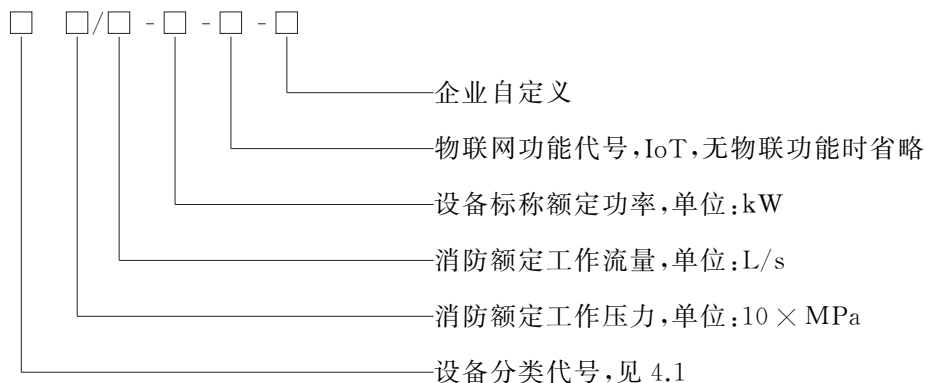 □ □/□-□-□-□
企业自定义
物联网功能代号,IoT,无物联功能时省略
设备标称额定功率,单位:kW
消防额定工作流量,单位:L/s
消防额定工作压力,单位:10×MPa
设备分类代号,见 4.1